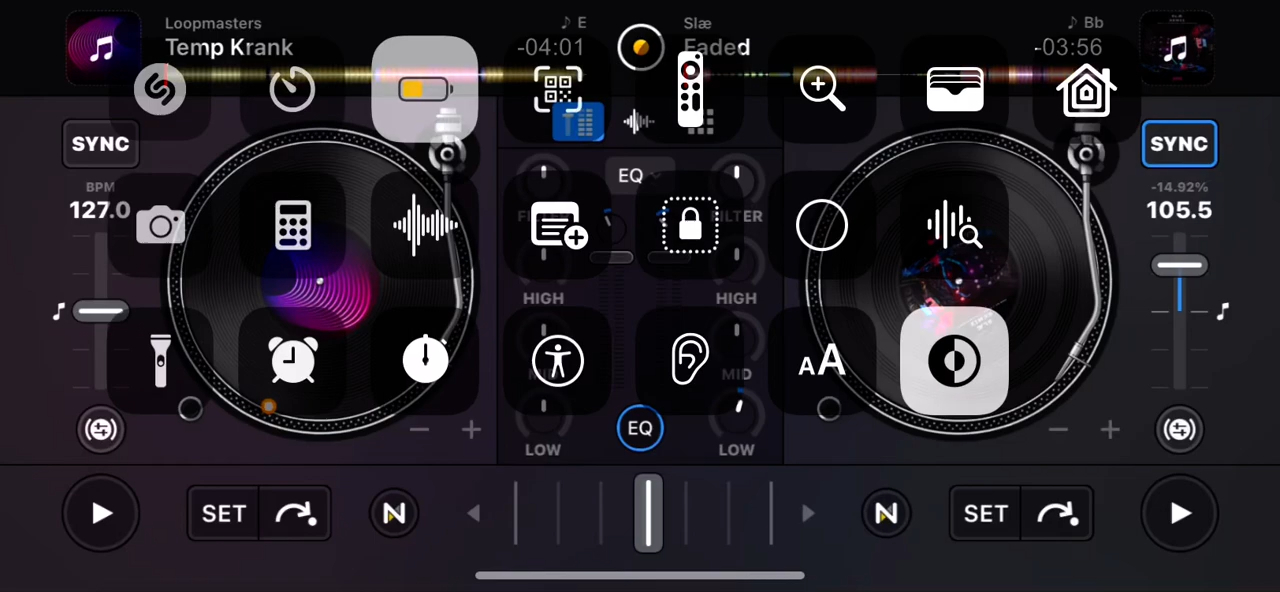 Loopmasters
Temp Krank
E
-04:01
Slæ
Faded
Bb
-03:56
SYNC
BPM
127.0
EQ
FILTER
HIGH
HIGH
MID
LOW
EQ
LOW
AA
SYNC
-14.92%
105.5
SET
N
N
SET